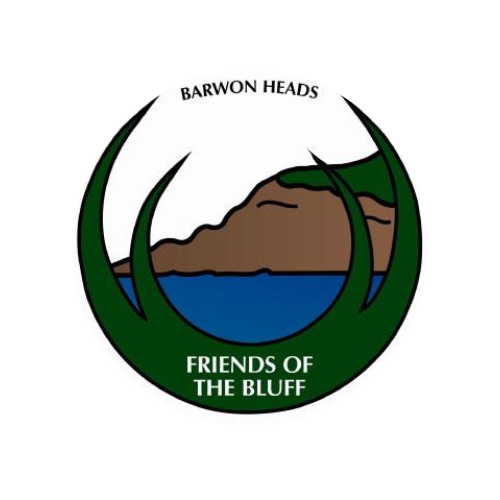 BARWON HEADS
FRIENDS OF
THE BLUFF